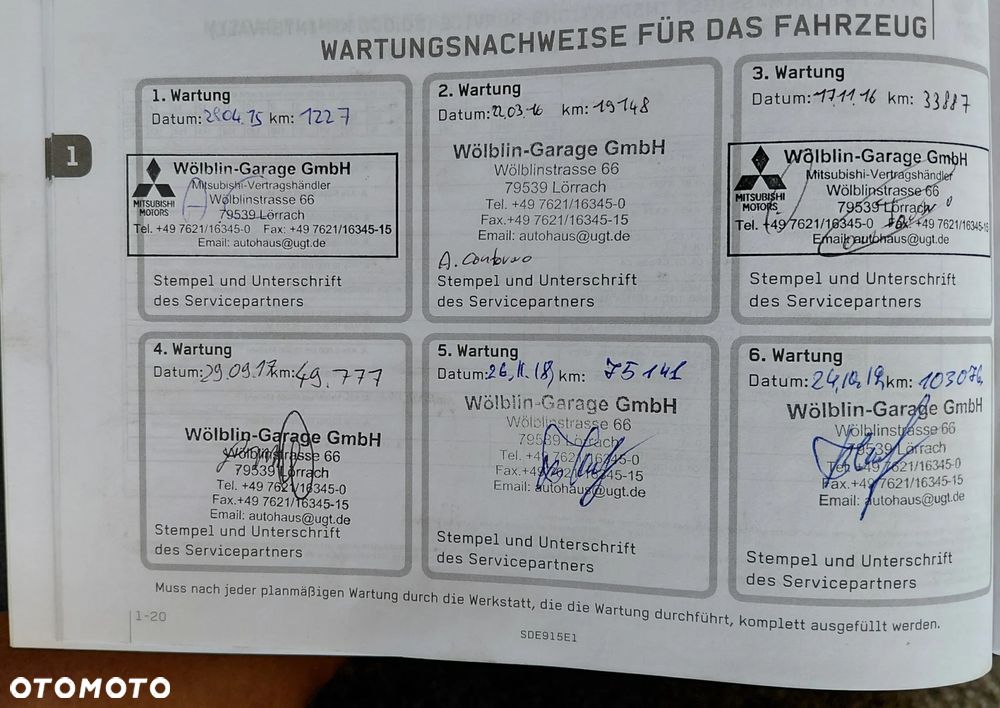 WARTUNGSNACHWEISE FÜR DAS FAHRZEUG
1
1. Wartung
Datum: 29.04.15 km: 1227
MITSUBISHI MOTORS
Wölblin-Garage GmbH
Mitsubishi-Vertragshändler
Wölblinstrasse 66
79539 Lörrach
Tel. +49 7621/16345-0 Fax: +49 7621/16345-15
Email: autohaus@ugt.de
Stempel und Unterschrift
des Servicepartners
2. Wartung
Datum: 22.03.16 km: 19148
Wölblin-Garage GmbH
Wölblinstrasse 66
79539 Lörrach
Tel. +49 7621/16345-0
Fax.+49 7621/16345-15
Email: autohaus@ugt.de
Stempel und Unterschrift
des Servicepartners
3. Wartung
Datum: 17.11.16 km: 33887
MITSUBISHI MOTORS
Wölblin-Garage GmbH
Mitsubishi-Vertragshändler
Wölblinstrasse 66
79539 Lörrach
Tel. +49 7621/16345-0 Fax: +49 7621/16345-15
Email: autohaus@ugt.de
Stempel und Unterschrift
des Servicepartners
4. Wartung
Datum: 29.09.17 km: 49.777
Wölblin-Garage GmbH
Wölblinstrasse 66
79539 Lörrach
Tel. +49 7621/16345-0
Fax.+49 7621/16345-15
Email: autohaus@ugt.de
Stempel und Unterschrift
des Servicepartners
5. Wartung
Datum: 26.11.18, km: 75141
Wölblin-Garage GmbH
Wölblinstrasse 66
79539 Lörrach
Tel. +49 7621/16345-0
Fax.+49 7621/16345-15
Email: autohaus@ugt.de
Stempel und Unterschrift
des Servicepartners
6. Wartung
Datum: 24.10.19, km: 103076
Wölblin-Garage GmbH
Wölblinstrasse 66
79539 Lörrach
Tel. +49 7621/16345-0
Fax.+49 7621/16345-15
Email: autohaus@ugt.de
Stempel und Unterschrift
des Servicepartners
Muss nach jeder planmäßigen Wartung durch die Werkstatt, die die Wartung durchführt, komplett ausgefüllt werden.
1-20
SDE915E1
OTOMOTO